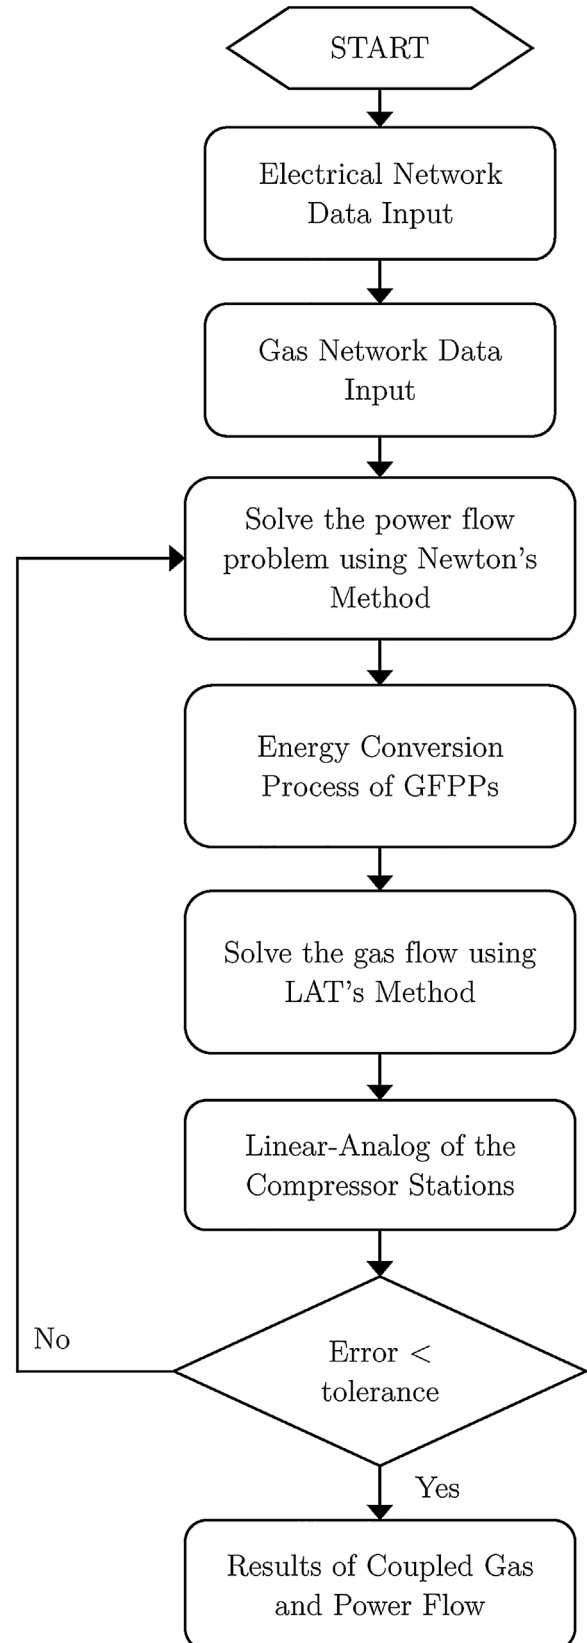 START
Electrical Network
Data Input
Gas Network Data
Input
Solve the power flow
problem using Newton's
Method
Energy Conversion
Process of GFPPs
Solve the gas flow using
LAT's Method
Linear-Analog of the
Compressor Stations
No
Error <
tolerance
Yes
Results of Coupled Gas
and Power Flow